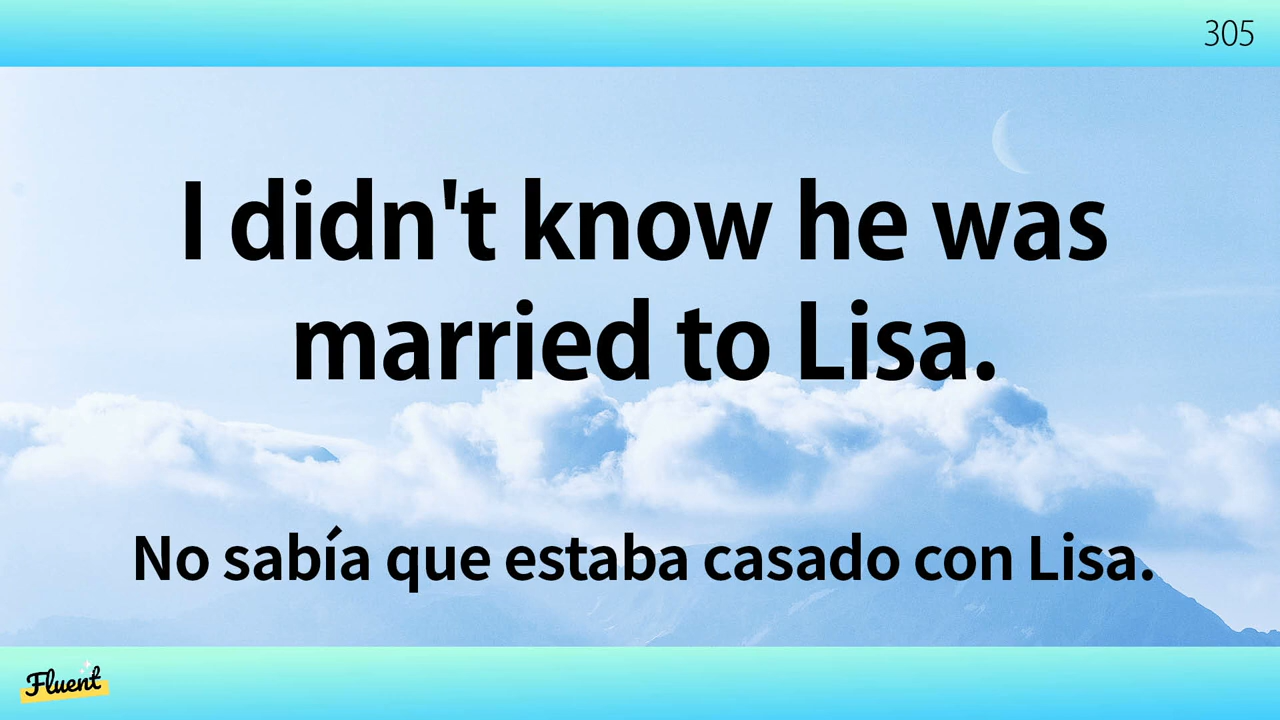 305
I didn't know he was
married to Lisa.
No sabía que estaba casado con Lisa.
Fluent